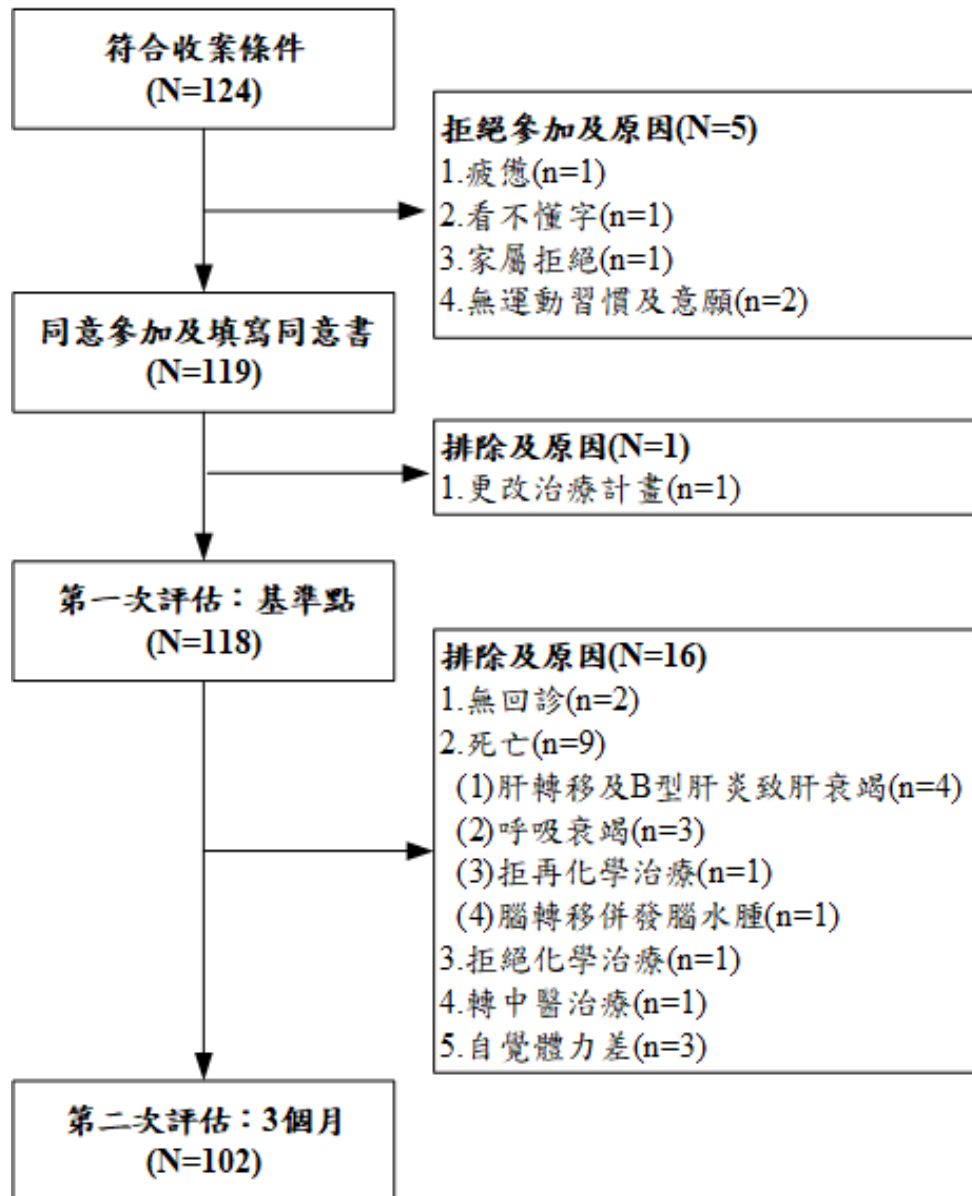 符合收案條件
(N=124)
拒絕參加及原因(N=5)
1.疲憊(n=1)
2.看不懂字(n=1)
3.家屬拒絕(n=1)
4.無運動習慣及意願(n=2)
同意參加及填寫同意書
(N=119)
排除及原因(N=1)
1.更改治療計畫(n=1)
第一次評估：基準點
(N=118)
排除及原因(N=16)
1.無回診(n=2)
2.死亡(n=9)
(1)肝轉移及B型肝炎致肝衰竭(n=4)
(2)呼吸衰竭(n=3)
(3)拒再化學治療(n=1)
(4)腦轉移併發腦水腫(n=1)
3.拒絕化學治療(n=1)
4.轉中醫治療(n=1)
5.自覺體力差(n=3)
第二次評估：3個月
(N=102)